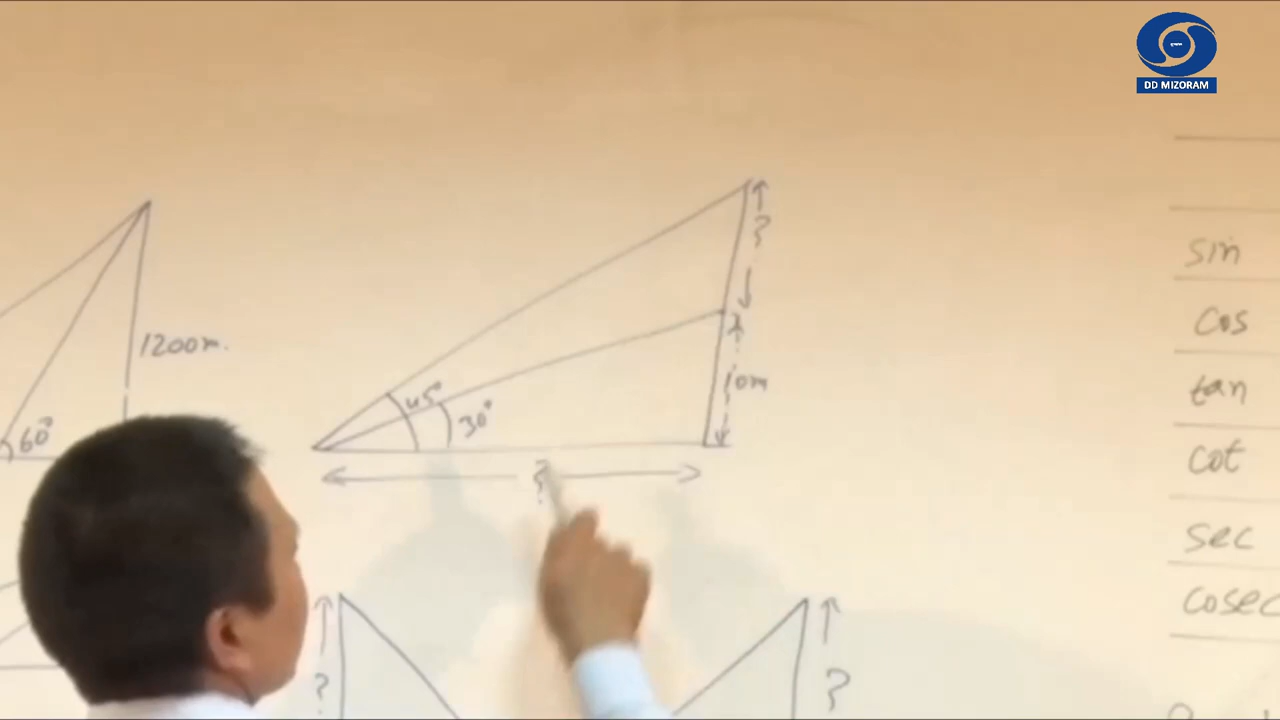 DD MIZORAM
?
1200m.
45°
30°
10m
60°
?
?
?
sin
cos
tan
cot
sec
cosec